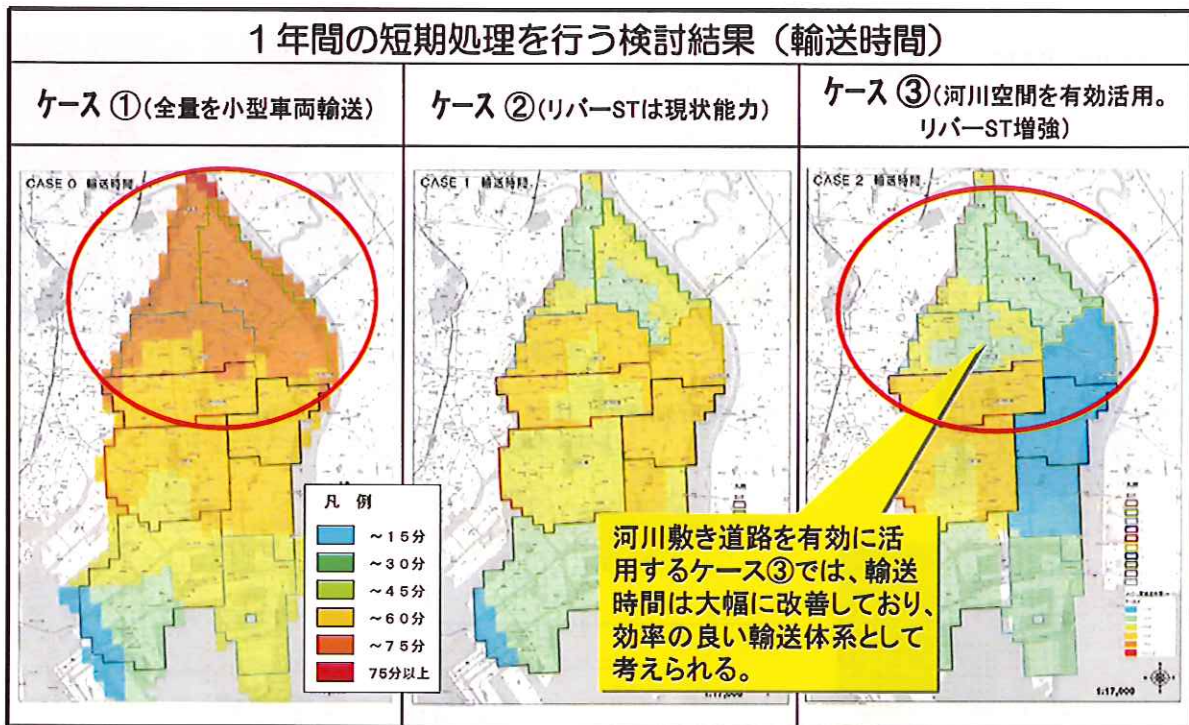 １年間の短期処理を行う検討結果（輸送時間）
ケース ①(全量を小型車両輸送)
ケース ②(リバーSTは現状能力)
ケース ③(河川空間を有効活用。
リバーST増強)
CASE 0 輸送時間
CASE 1 輸送時間
CASE 2 輸送時間
凡 例
～15分
～30分
～45分
～60分
～75分
75分以上
河川敷き道路を有効に活
用するケース③では、輸送
時間は大幅に改善しており、
効率の良い輸送体系として
考えられる。
1:17,000
1:17,000